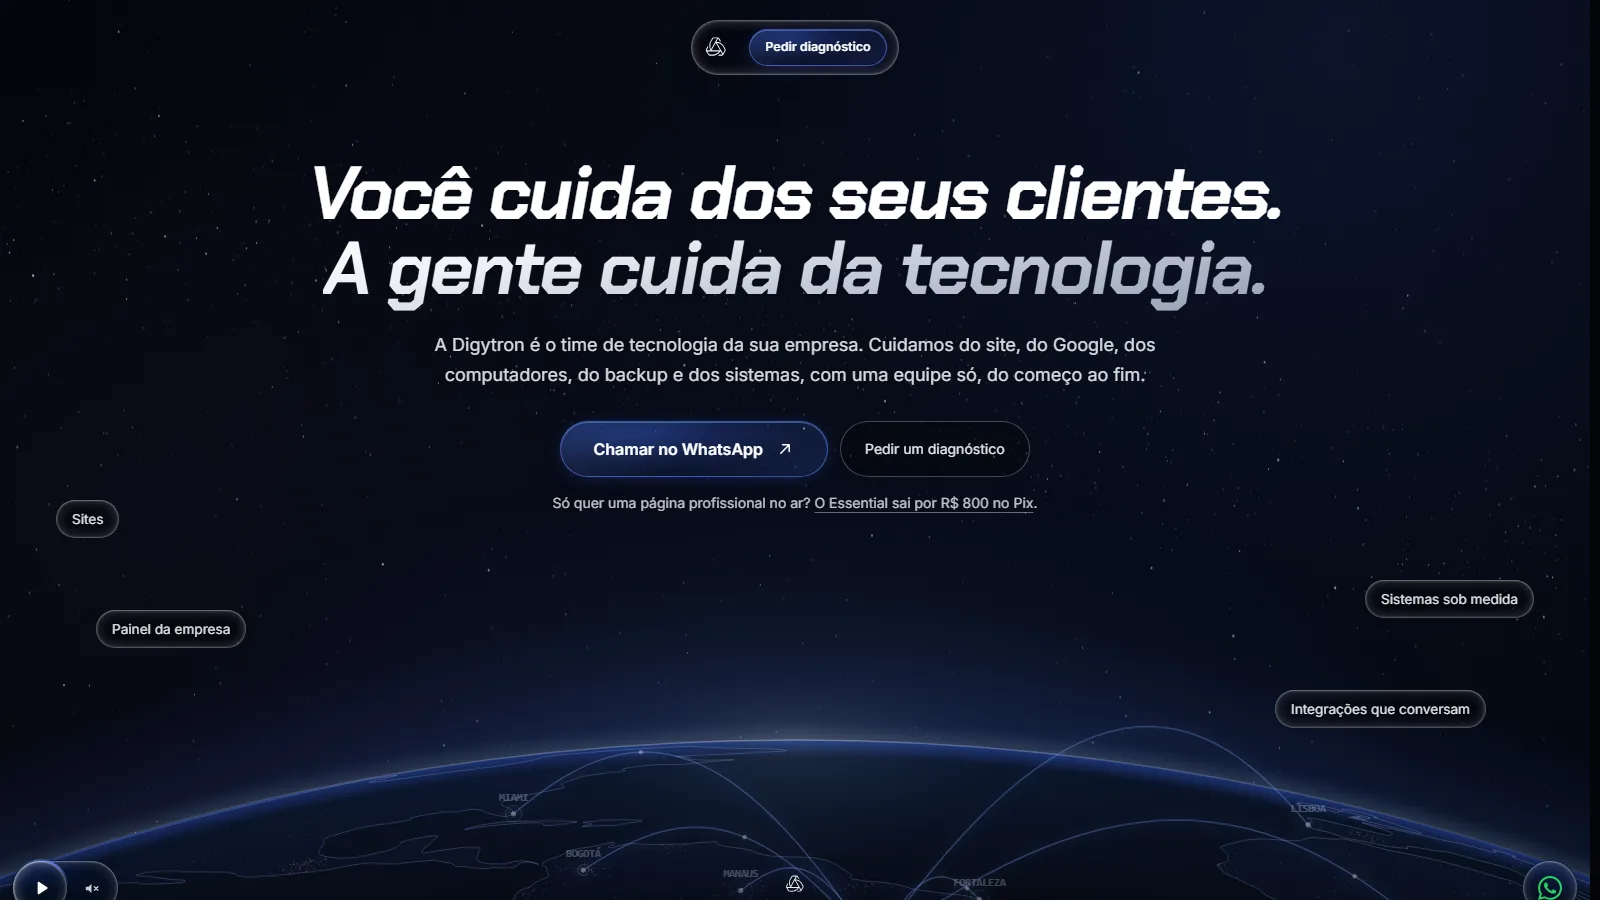 Pedir diagnóstico
Você cuida dos seus clientes.
A gente cuida da tecnologia.
A Digytron é o time de tecnologia da sua empresa. Cuidamos do site, do Google, dos
computadores, do backup e dos sistemas, com uma equipe só, do começo ao fim.
Chamar no WhatsApp
Pedir um diagnóstico
Só quer uma página profissional no ar? O Essential sai por R$ 800 no Pix.
Sites
Sistemas sob medida
Painel da empresa
Integrações que conversam
MIAMI
LISBOA
BOGOTÁ
MANAUS
FORTALEZA